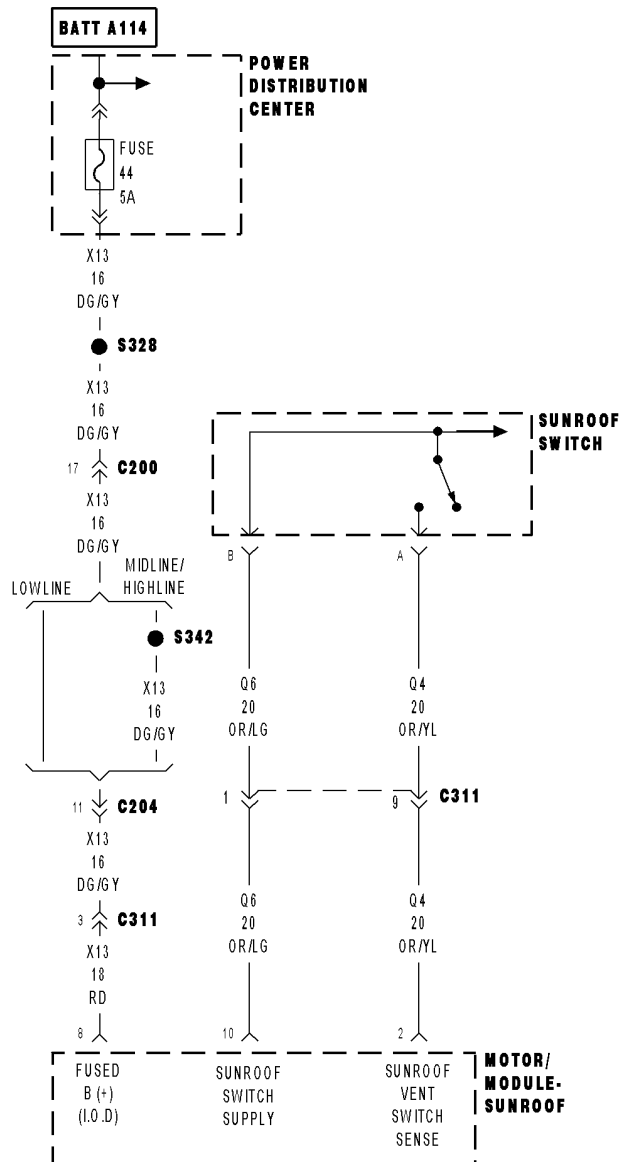 BATT A114
POWER
DISTRIBUTION
CENTER
FUSE
44
5A
X13
16
DG/GY
S328
X13
16
DG/GY
17
C200
X13
16
DG/GY
SUNROOF
SWITCH
B
A
LOWLINE
MIDLINE/
HIGHLINE
S342
X13
16
DG/GY
Q6
20
OR/LG
Q4
20
OR/YL
1
9
C311
11
C204
X13
16
DG/GY
3
C311
X13
18
RD
Q6
20
OR/LG
Q4
20
OR/YL
8
10
2
FUSED
B (+)
(I.O.D)
SUNROOF
SWITCH
SUPPLY
SUNROOF
VENT
SWITCH
SENSE
MOTOR/
MODULE-
SUNROOF